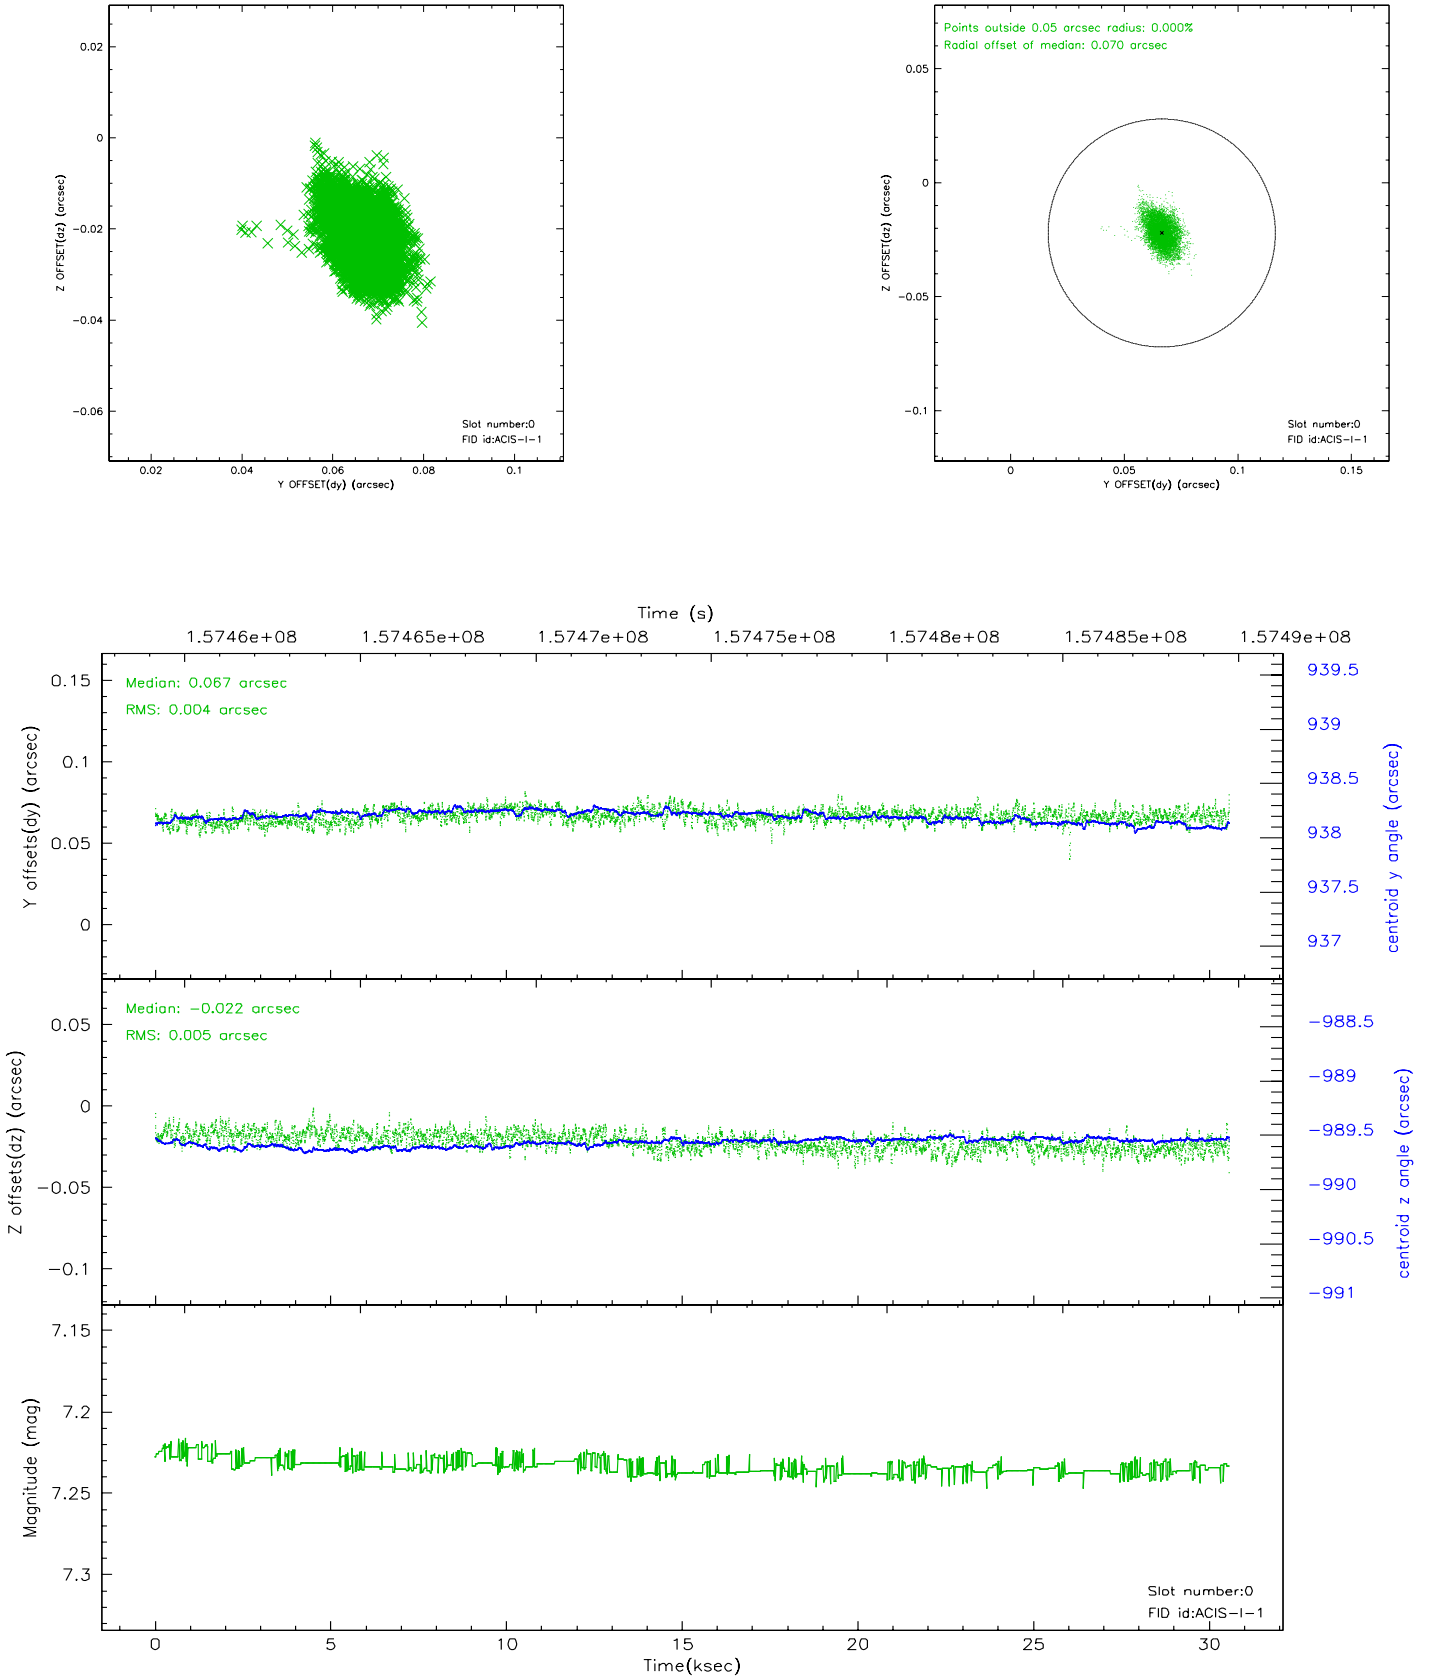 0.02
0
−0.02
−0.04
−0.06
Z OFFSET(dz) (arcsec)
Slot number:0
FID id:ACIS−I−1
0.02 0.04 0.06 0.08 0.1
Y OFFSET(dy) (arcsec)
Points outside 0.05 arcsec radius: 0.000%
Radial offset of median: 0.070 arcsec
0.05
0
−0.05
−0.1
Z OFFSET(dz) (arcsec)
Slot number:0
FID id:ACIS−I−1
0 0.05 0.1 0.15
Y OFFSET(dy) (arcsec)
Time (s)
1.5746e+08 1.57465e+08 1.5747e+08 1.57475e+08 1.5748e+08 1.57485e+08 1.5749e+08
Median: 0.067 arcsec
RMS: 0.004 arcsec
0.15
0.1
0.05
0
Y offsets(dy) (arcsec)
939.5
939
938.5
938
937.5
937
centroid y angle (arcsec)
Median: −0.022 arcsec
RMS: 0.005 arcsec
0.05
0
−0.05
−0.1
Z offsets(dz) (arcsec)
−988.5
−989
−989.5
−990
−990.5
−991
centroid z angle (arcsec)
7.15
7.2
7.25
7.3
Magnitude (mag)
Slot number:0
FID id:ACIS−I−1
0 5 10 15 20 25 30
Time(ksec)